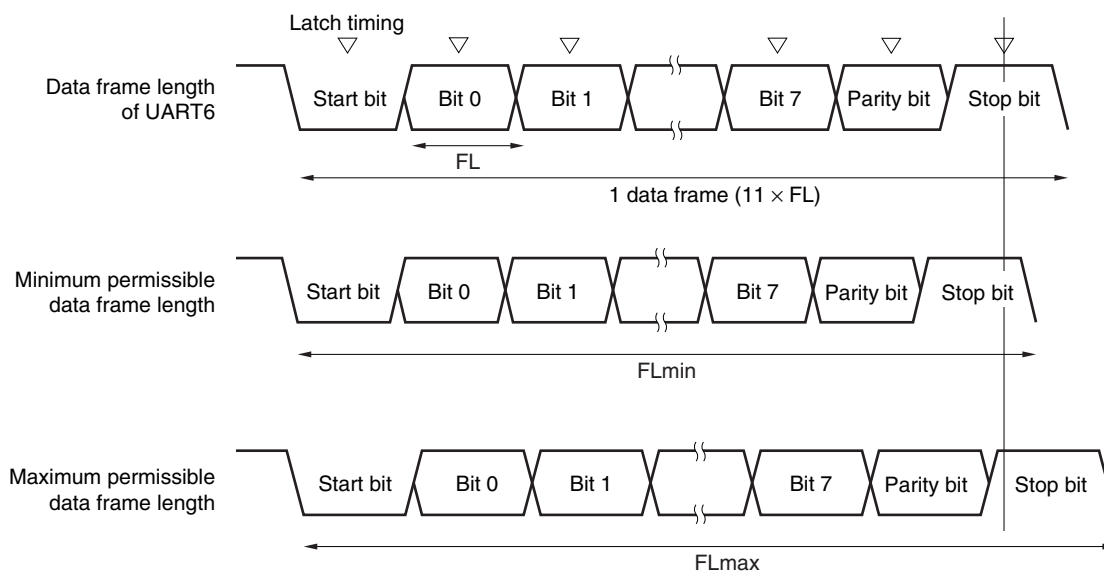 Latch timing
Data frame length
of UART6
Start bit
Bit 0
Bit 1
Bit 7
Parity bit
Stop bit
FL
1 data frame (11 × FL)
Minimum permissible
data frame length
Start bit
Bit 0
Bit 1
Bit 7
Parity bit
Stop bit
FLmin
Maximum permissible
data frame length
Start bit
Bit 0
Bit 1
Bit 7
Parity bit
Stop bit
FLmax